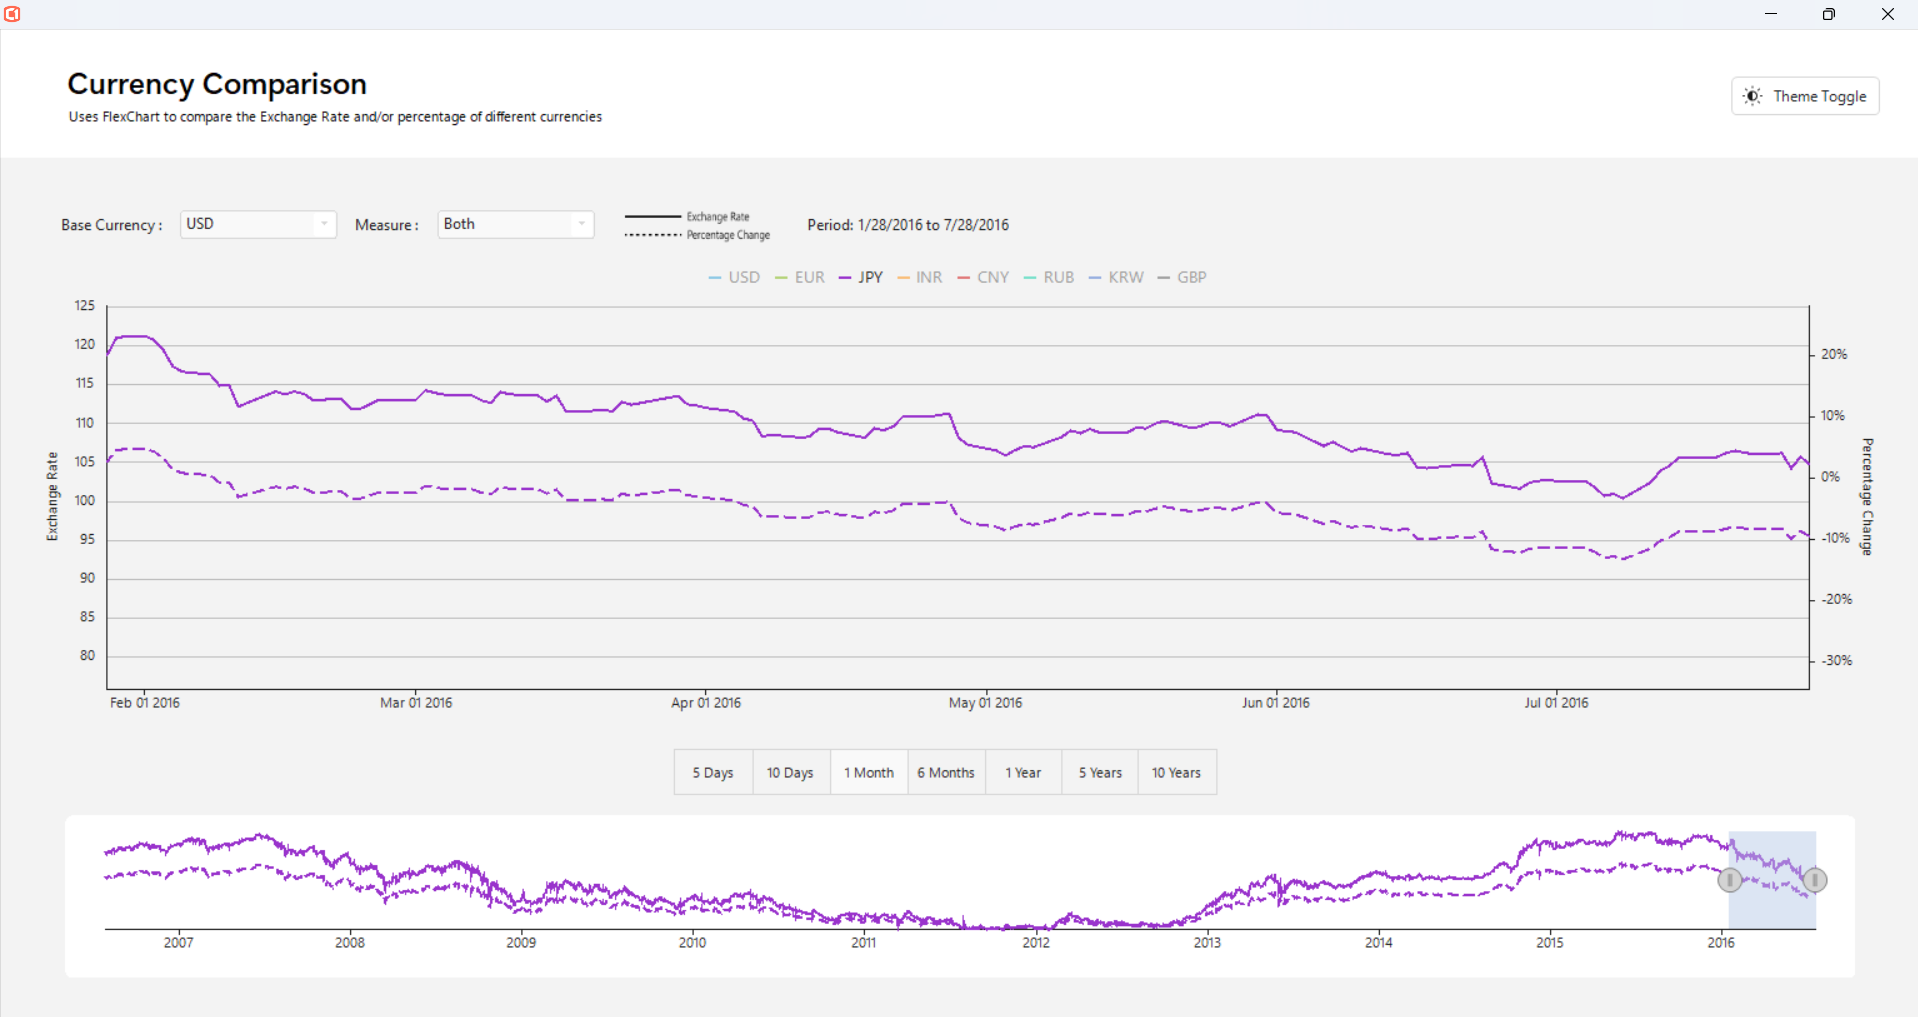 Currency Comparison
Uses FlexChart to compare the Exchange Rate and/or percentage of different currencies
Theme Toggle
Base Currency : USD Measure : Both Exchange Rate Period: 1/28/2016 to 7/28/2016
Percentage Change
USD EUR JPY INR CNY RUB KRW GBP
125
120
115
110
105
100
95
90
85
80
Exchange Rate
20%
10%
0%
-10%
-20%
-30%
Percentage Change
Feb 01 2016 Mar 01 2016 Apr 01 2016 May 01 2016 Jun 01 2016 Jul 01 2016
5 Days 10 Days 1 Month 6 Months 1 Year 5 Years 10 Years
2007 2008 2009 2010 2011 2012 2013 2014 2015 2016